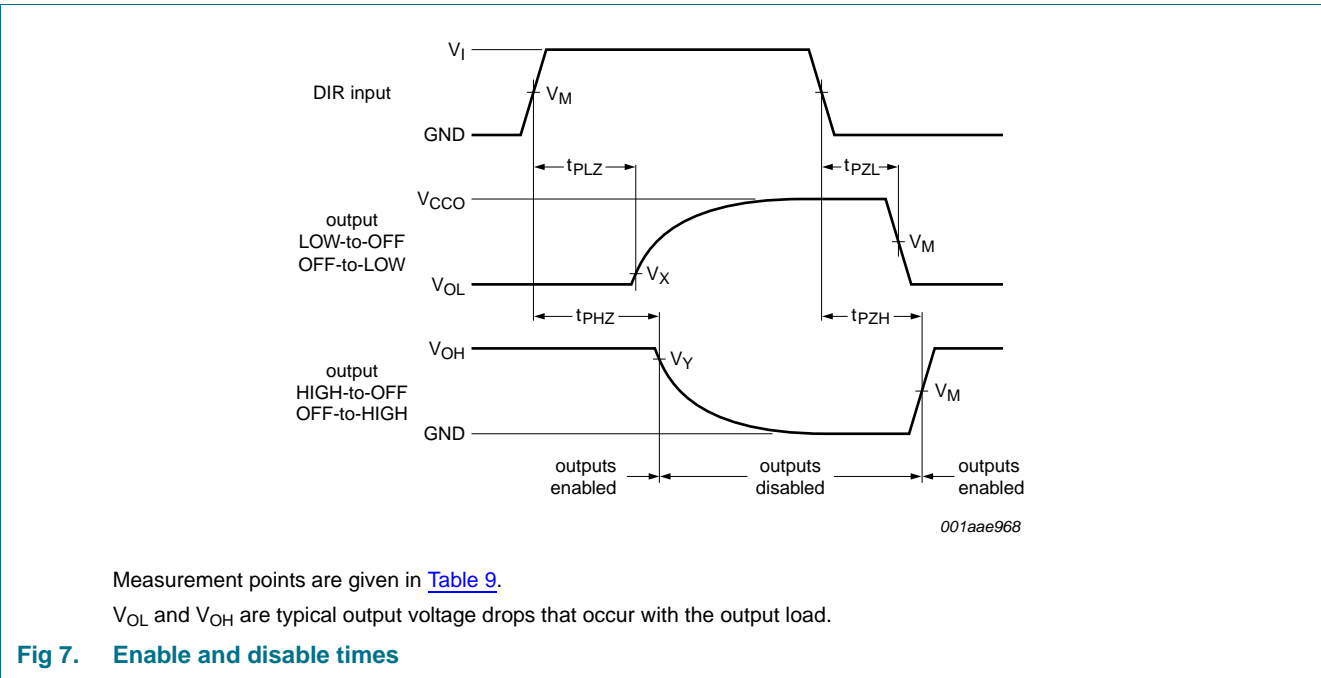 V_I
DIR input
V_M
GND
t_PLZ
t_PZL
V_CCO
output
LOW-to-OFF
OFF-to-LOW
V_M
V_X
V_OL
t_PHZ
t_PZH
V_OH
V_Y
output
HIGH-to-OFF
OFF-to-HIGH
V_M
GND
outputs
enabled
outputs
disabled
outputs
enabled
001aae968
Measurement points are given in Table 9.
V_OL and V_OH are typical output voltage drops that occur with the output load.
Fig 7. Enable and disable times